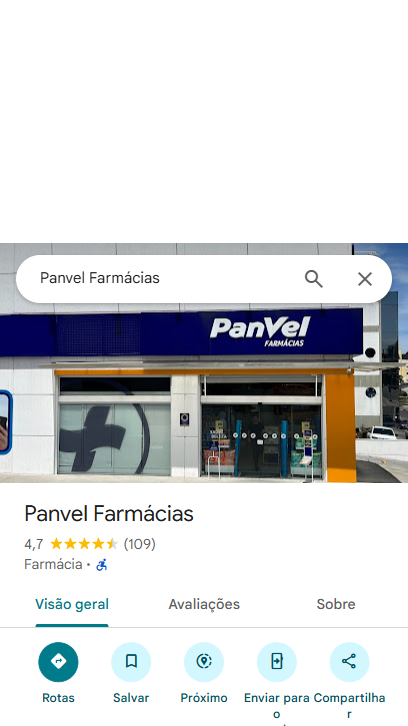 Panvel Farmácias
PanVel
FARMÁCIAS
Panvel Farmácias
4,7 (109)
Farmácia ·
Visão geral Avaliações Sobre
Rotas Salvar Próximo Enviar para Compartilha
o r